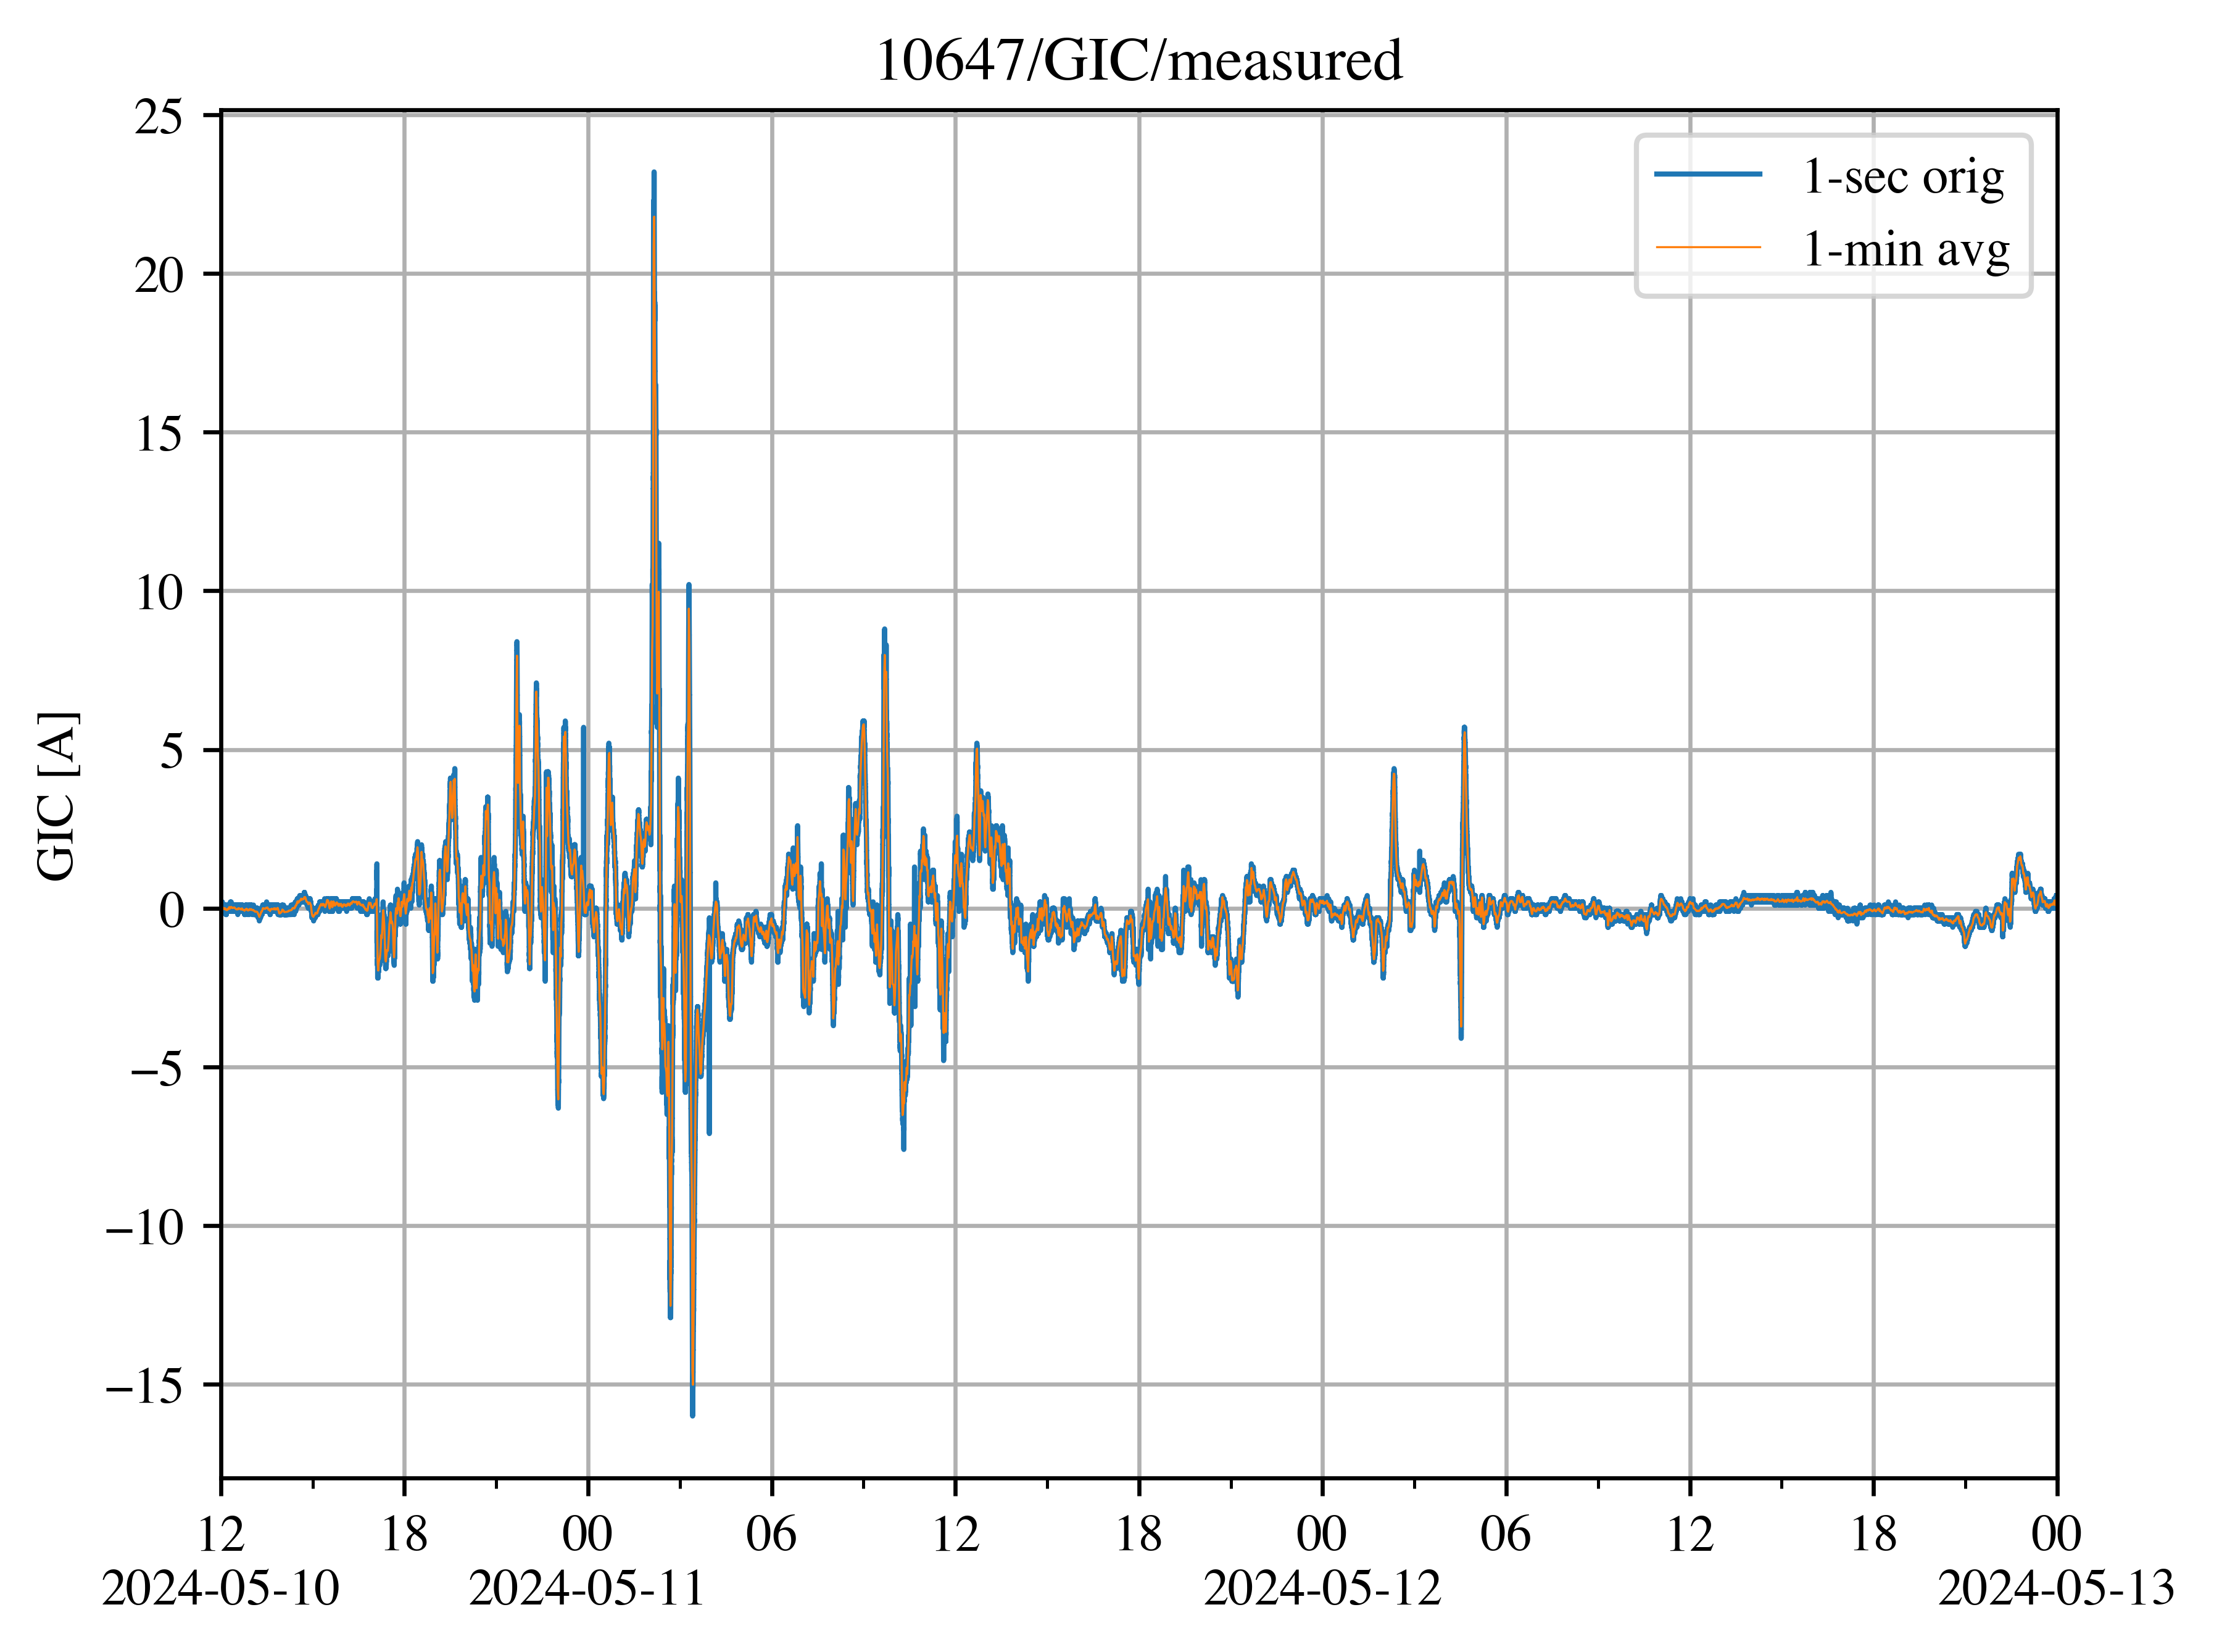 10647/GIC/measured
25
20
15
10
5
0
−5
−10
−15
GIC [A]
1-sec orig
1-min avg
12 18 00 06 12 18 00 06 12 18 00
2024-05-10 2024-05-11 2024-05-12 2024-05-13